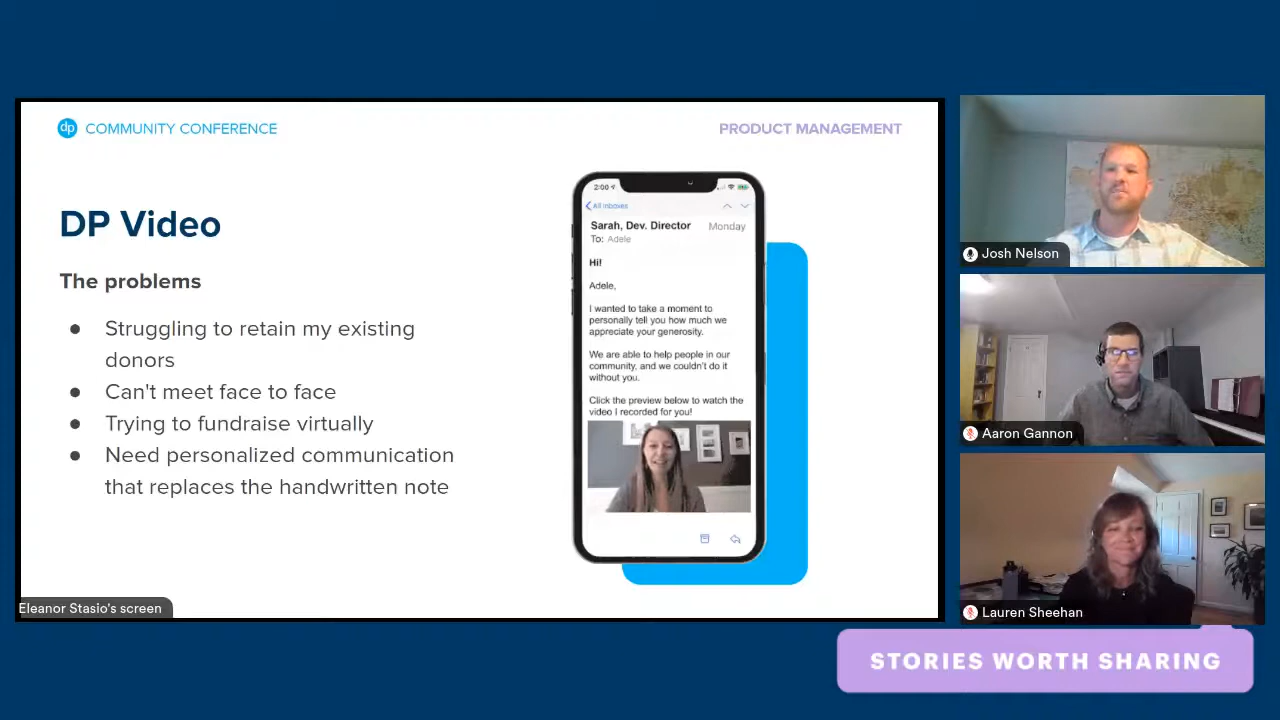 dp COMMUNITY CONFERENCE
PRODUCT MANAGEMENT
DP Video
The problems
● Struggling to retain my existing
donors
● Can't meet face to face
● Trying to fundraise virtually
● Need personalized communication
that replaces the handwritten note
2:00
All Inboxes
Sarah, Dev. Director Monday
To: Adele
Hi!
Adele,
I wanted to take a moment to
personally tell you how much we
appreciate your generosity.
We are able to help people in our
community, and we couldn't do it
without you.
Click the preview below to watch the
video I recorded for you!
Eleanor Stasio's screen
Josh Nelson
Aaron Gannon
Lauren Sheehan
STORIES WORTH SHARING